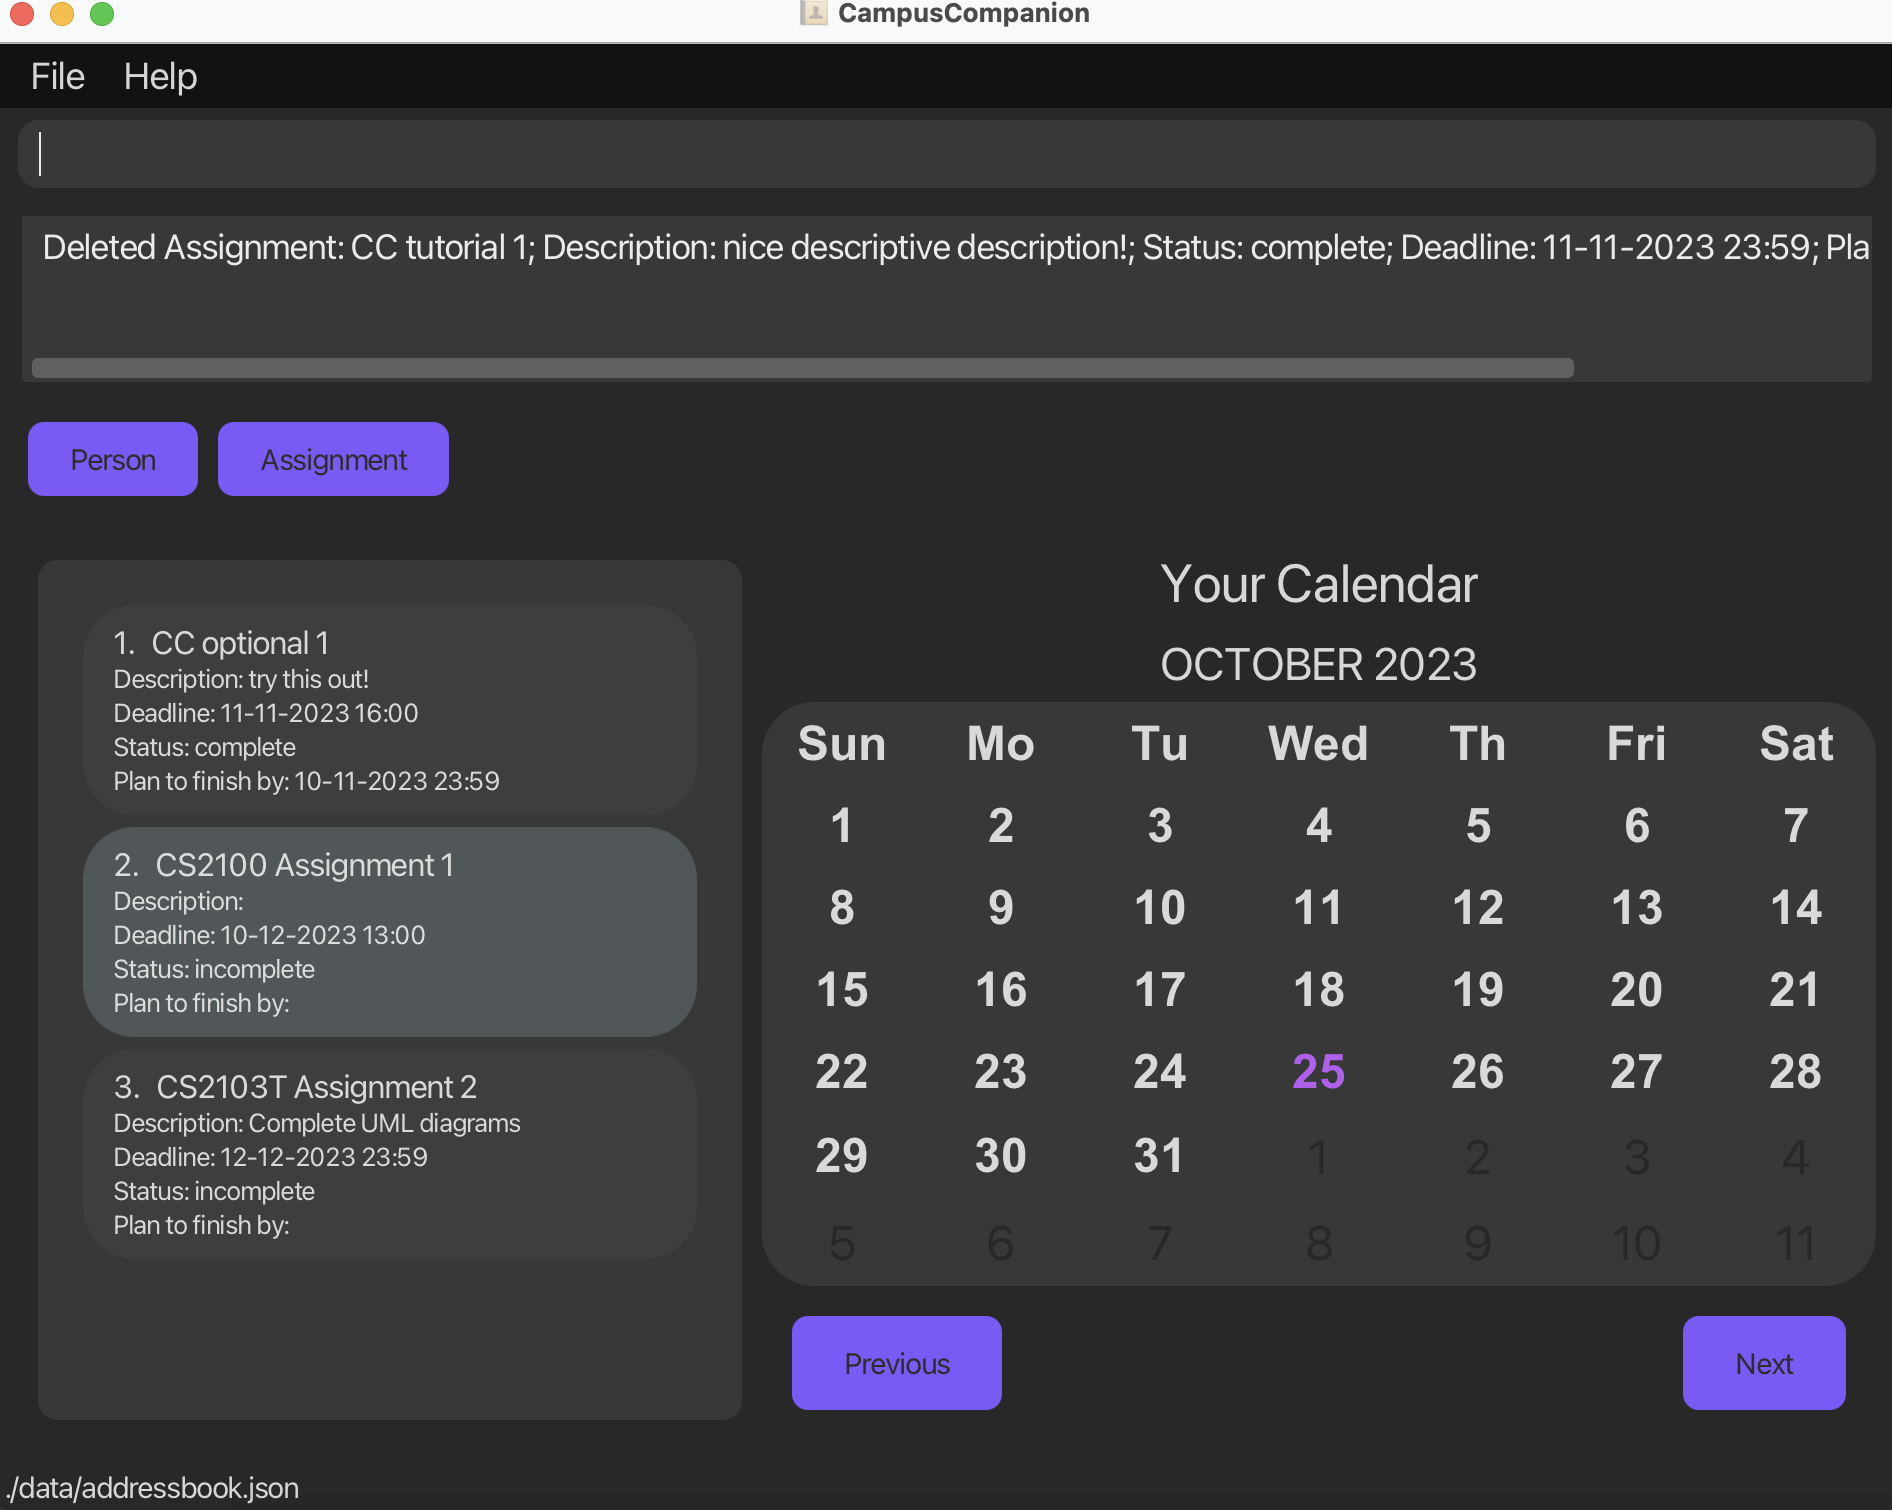 CampusCompanion
File Help
Deleted Assignment: CC tutorial 1; Description: nice descriptive description!; Status: complete; Deadline: 11-11-2023 23:59; Pla
Person Assignment
1. CC optional 1
Description: try this out!
Deadline: 11-11-2023 16:00
Status: complete
Plan to finish by: 10-11-2023 23:59
2. CS2100 Assignment 1
Description:
Deadline: 10-12-2023 13:00
Status: incomplete
Plan to finish by:
3. CS2103T Assignment 2
Description: Complete UML diagrams
Deadline: 12-12-2023 23:59
Status: incomplete
Plan to finish by:
Your Calendar
OCTOBER 2023
Sun Mo Tu Wed Th Fri Sat
1 2 3 4 5 6 7
8 9 10 11 12 13 14
15 16 17 18 19 20 21
22 23 24 25 26 27 28
29 30 31 1 2 3 4
5 6 7 8 9 10 11
Previous Next
./data/addressbook.json